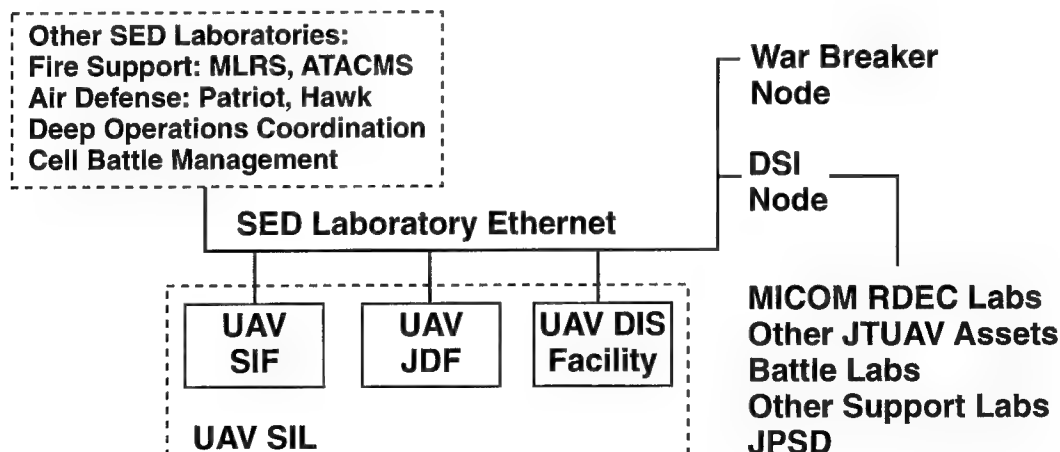 Other SED Laboratories:
Fire Support: MLRS, ATACMS
Air Defense: Patriot, Hawk
Deep Operations Coordination
Cell Battle Management
War Breaker
Node
DSI
Node
SED Laboratory Ethernet
UAV
SIF
UAV
JDF
UAV DIS
Facility
UAV SIL
MICOM RDEC Labs
Other JTUAV Assets
Battle Labs
Other Support Labs
JPSD